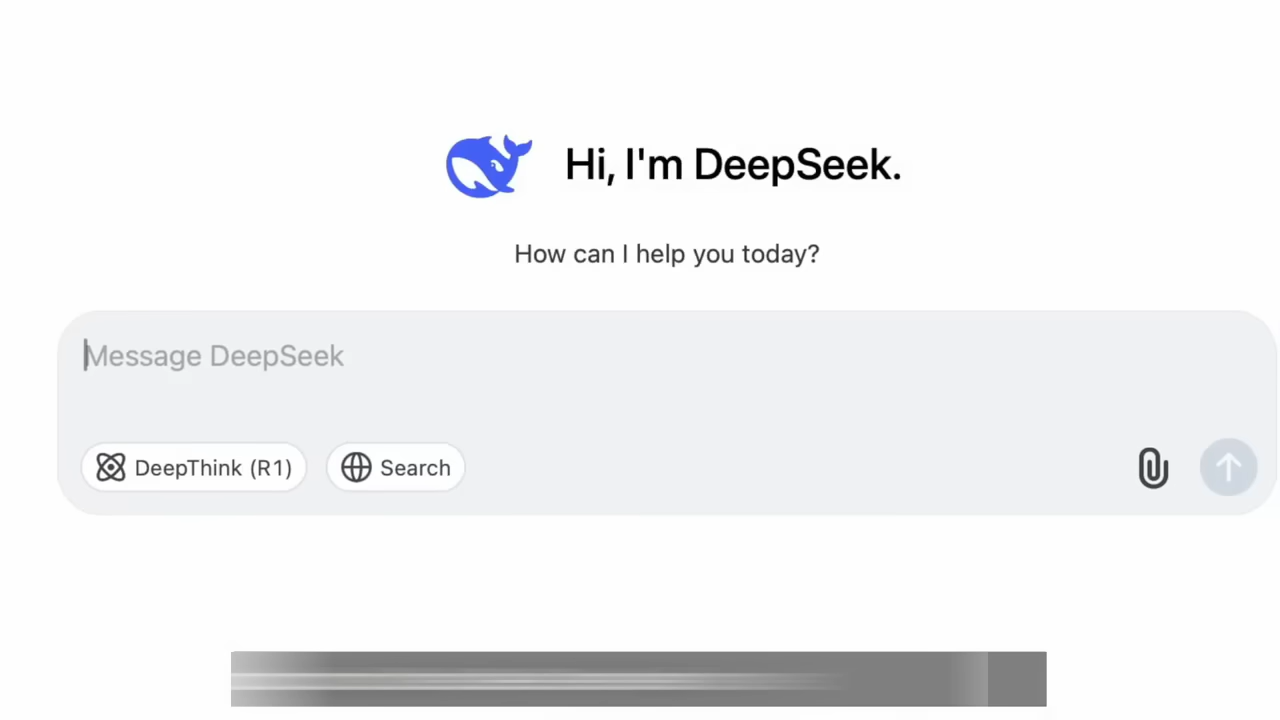 Hi, I'm DeepSeek.
How can I help you today?
Message DeepSeek
DeepThink (R1)
Search